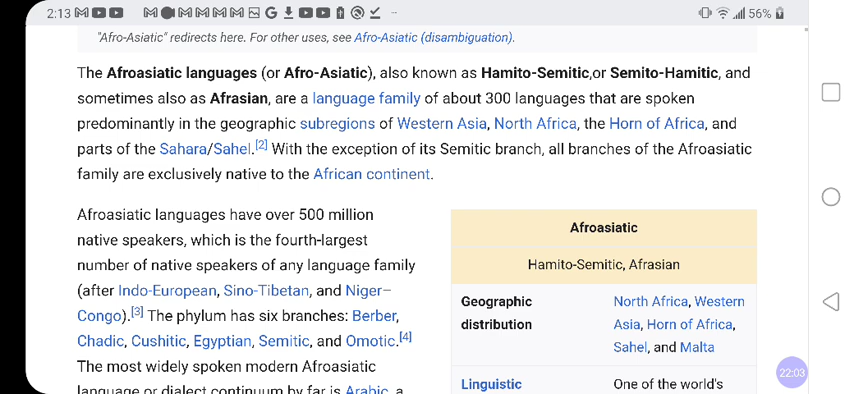 2:13
56%
"Afro-Asiatic" redirects here. For other uses, see Afro-Asiatic (disambiguation).
The Afroasiatic languages (or Afro-Asiatic), also known as Hamito-Semitic,or Semito-Hamitic, and
sometimes also as Afrasian, are a language family of about 300 languages that are spoken
predominantly in the geographic subregions of Western Asia, North Africa, the Horn of Africa, and
parts of the Sahara/Sahel.[2] With the exception of its Semitic branch, all branches of the Afroasiatic
family are exclusively native to the African continent.
Afroasiatic languages have over 500 million
native speakers, which is the fourth-largest
number of native speakers of any language family
(after Indo-European, Sino-Tibetan, and Niger–
Congo).[3] The phylum has six branches: Berber,
Chadic, Cushitic, Egyptian, Semitic, and Omotic.[4]
The most widely spoken modern Afroasiatic
language or dialect continuum by far is Arabic, a
Afroasiatic
Hamito-Semitic, Afrasian
Geographic
distribution
North Africa, Western
Asia, Horn of Africa,
Sahel, and Malta
Linguistic
One of the world's
22:03